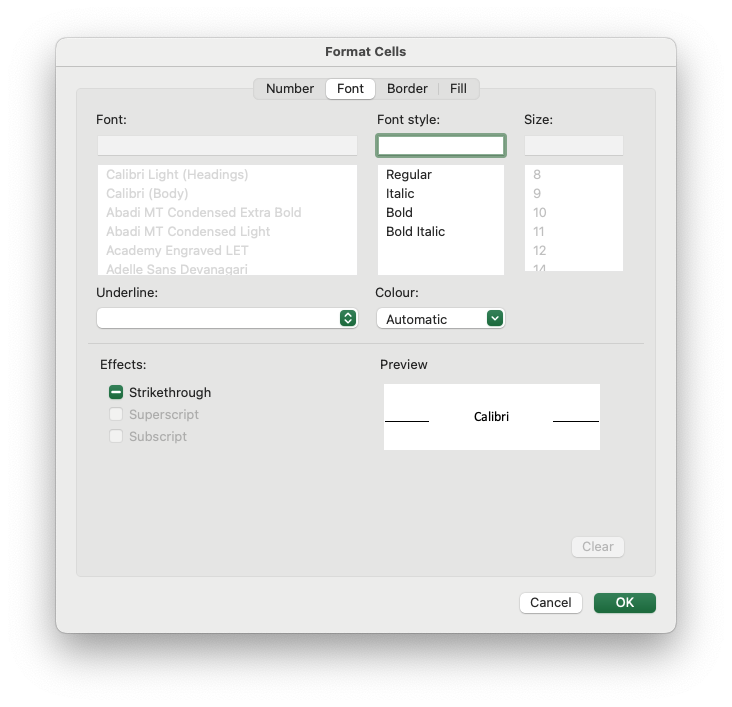 Format Cells
Number Font Border Fill
Font: Font style: Size:
Calibri Light (Headings) Regular 8
Calibri (Body) Italic 9
Abadi MT Condensed Extra Bold Bold 10
Abadi MT Condensed Light Bold Italic 11
Academy Engraved LET 12
Adelle Sans Devanagari 14
Underline: Colour:
Automatic
Effects: Preview
Strikethrough
Calibri
Superscript
Subscript
Clear
Cancel OK